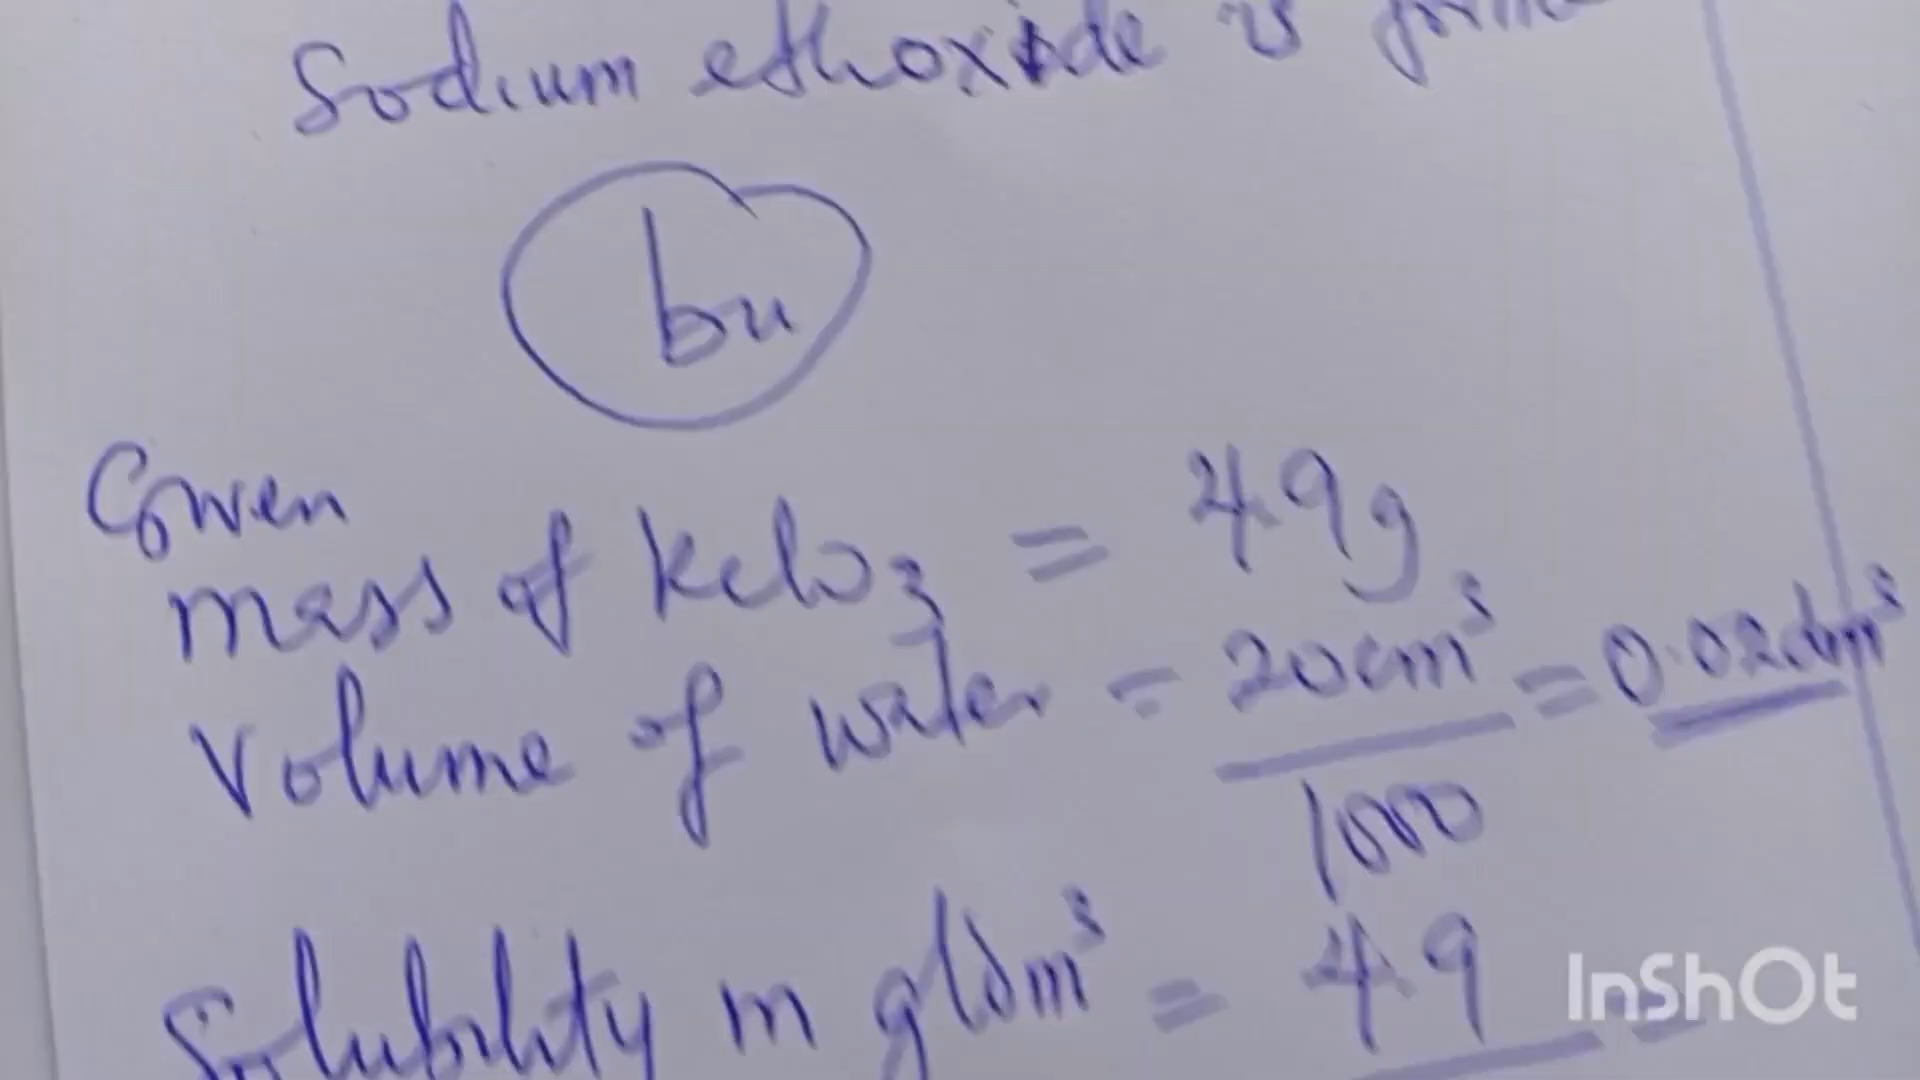 Sodium ethoxide is
bii
Given
mass of KClO3 = 49g
Volume of water = 20cm³ = 0.02dm³
1000
Solubility in g/dm³ = 49 =
InShOt